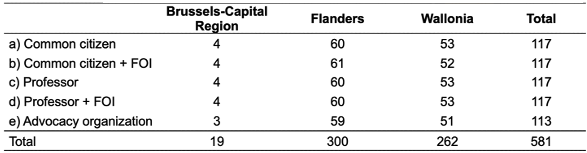 Brussels-Capital Region Flanders Wallonia Total
a) Common citizen 4 60 53 117
b) Common citizen + FOI 4 61 52 117
c) Professor 4 60 53 117
d) Professor + FOI 4 60 53 117
e) Advocacy organization 3 59 51 113
Total 19 300 262 581